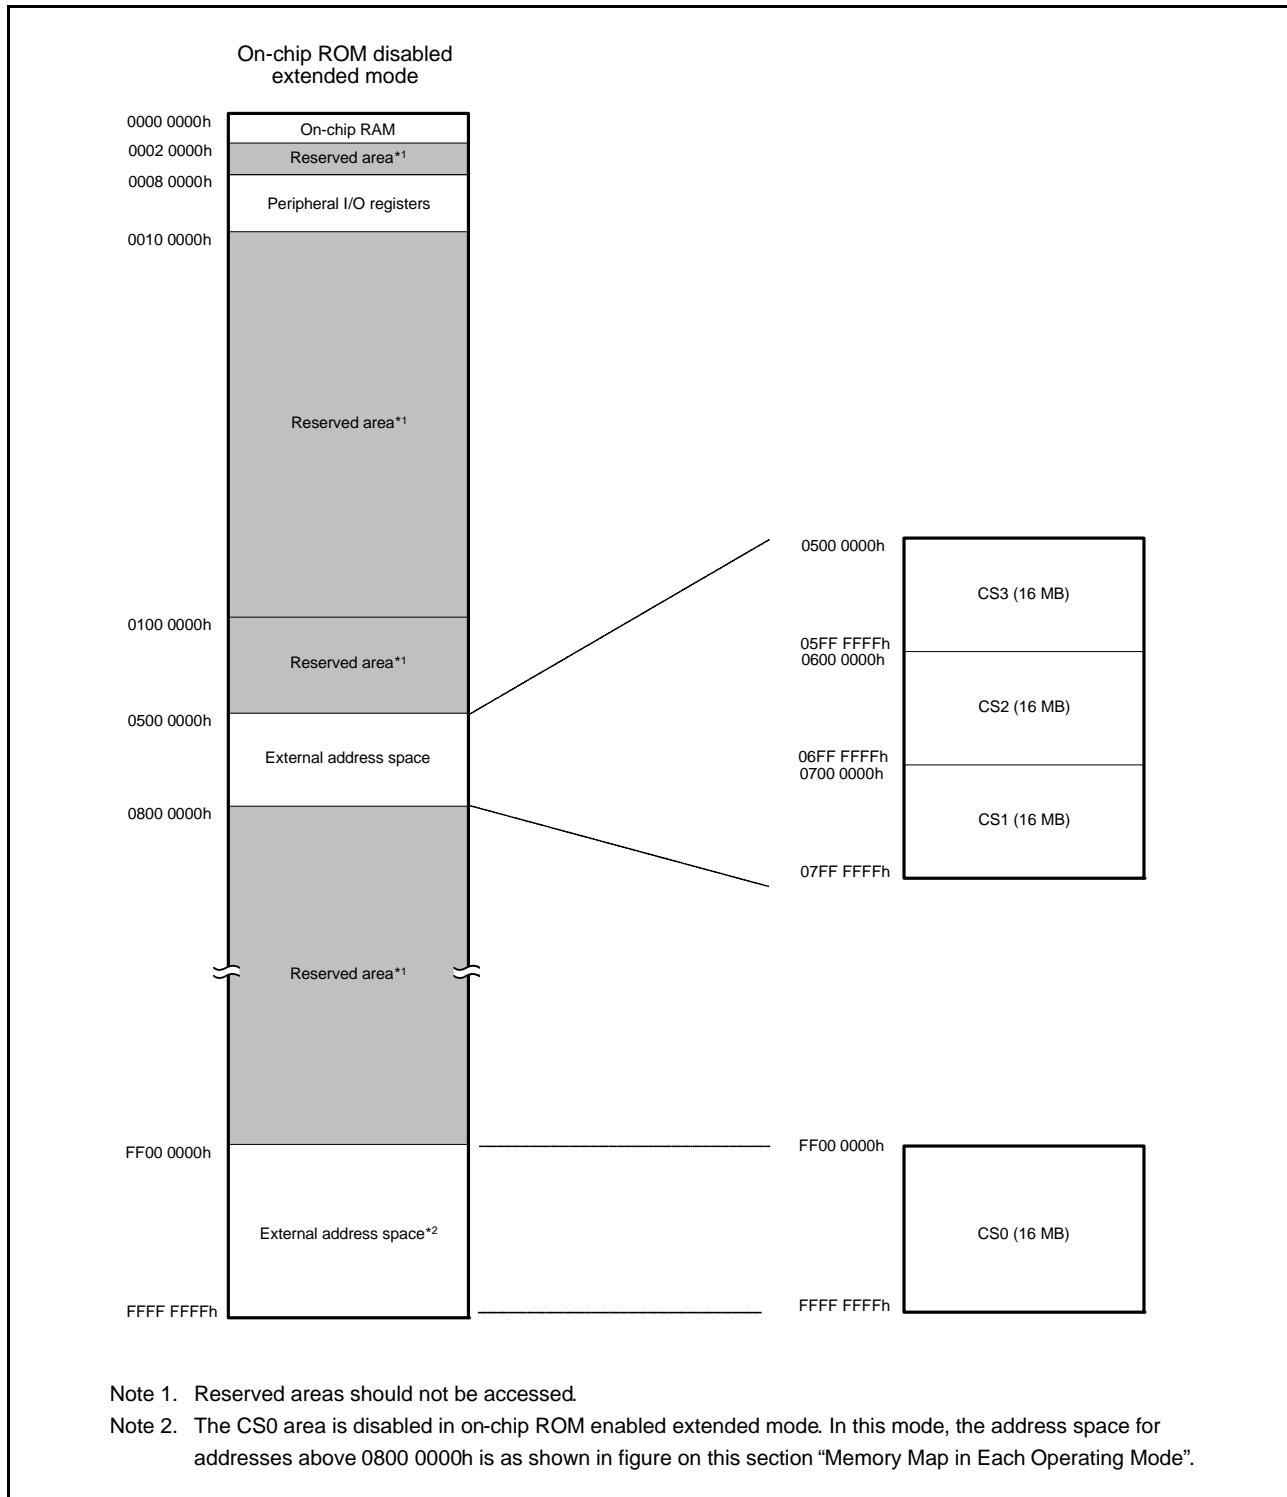 On-chip ROM disabled
extended mode
0000 0000h
On-chip RAM
0002 0000h
Reserved area*1
0008 0000h
Peripheral I/O registers
0010 0000h
Reserved area*1
0100 0000h
Reserved area*1
0500 0000h
External address space
0800 0000h
Reserved area*1
FF00 0000h
External address space*2
FFFF FFFFh
0500 0000h
CS3 (16 MB)
05FF FFFFh
0600 0000h
CS2 (16 MB)
06FF FFFFh
0700 0000h
CS1 (16 MB)
07FF FFFFh
FF00 0000h
CS0 (16 MB)
FFFF FFFFh
Note 1. Reserved areas should not be accessed.
Note 2. The CS0 area is disabled in on-chip ROM enabled extended mode. In this mode, the address space for
addresses above 0800 0000h is as shown in figure on this section “Memory Map in Each Operating Mode”.